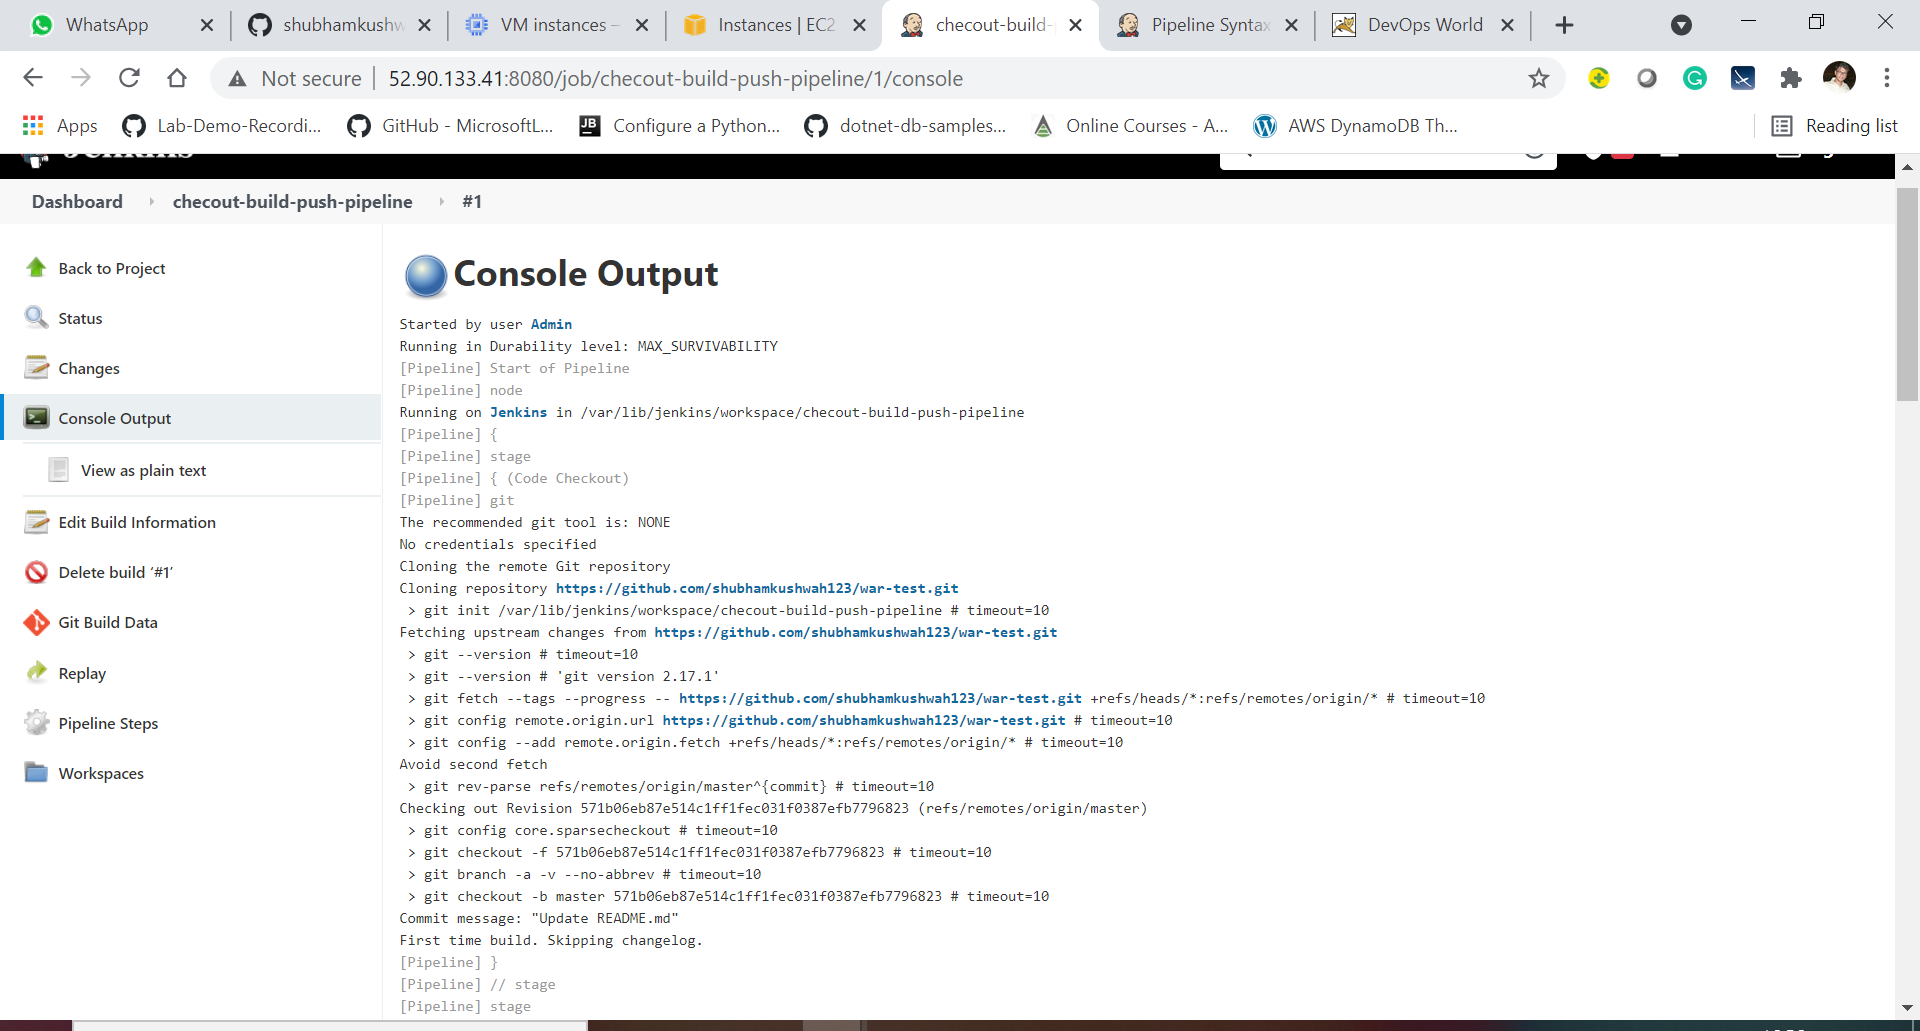 WhatsApp
shubhamkushw
VM instances –
Instances | EC2
checout-build-
Pipeline Syntax
DevOps World
Not secure
52.90.133.41:8080/job/checout-build-push-pipeline/1/console
Apps
Lab-Demo-Recordi...
GitHub - MicrosoftL...
JB
Configure a Python...
dotnet-db-samples...
Online Courses - A...
AWS DynamoDB Th...
Reading list
Jenkins
Dashboard
checout-build-push-pipeline
#1
Back to Project
Status
Changes
Console Output
View as plain text
Edit Build Information
Delete build ‘#1’
Git Build Data
Replay
Pipeline Steps
Workspaces
Console Output
Started by user Admin
Running in Durability level: MAX_SURVIVABILITY
[Pipeline] Start of Pipeline
[Pipeline] node
Running on Jenkins in /var/lib/jenkins/workspace/checout-build-push-pipeline
[Pipeline] {
[Pipeline] stage
[Pipeline] { (Code Checkout)
[Pipeline] git
The recommended git tool is: NONE
No credentials specified
Cloning the remote Git repository
Cloning repository https://github.com/shubhamkushwah123/war-test.git
> git init /var/lib/jenkins/workspace/checout-build-push-pipeline # timeout=10
Fetching upstream changes from https://github.com/shubhamkushwah123/war-test.git
> git --version # timeout=10
> git --version # 'git version 2.17.1'
> git fetch --tags --progress -- https://github.com/shubhamkushwah123/war-test.git +refs/heads/*:refs/remotes/origin/* # timeout=10
> git config remote.origin.url https://github.com/shubhamkushwah123/war-test.git # timeout=10
> git config --add remote.origin.fetch +refs/heads/*:refs/remotes/origin/* # timeout=10
Avoid second fetch
> git rev-parse refs/remotes/origin/master^{commit} # timeout=10
Checking out Revision 571b06eb87e514c1ff1fec031f0387efb7796823 (refs/remotes/origin/master)
> git config core.sparsecheckout # timeout=10
> git checkout -f 571b06eb87e514c1ff1fec031f0387efb7796823 # timeout=10
> git branch -a -v --no-abbrev # timeout=10
> git checkout -b master 571b06eb87e514c1ff1fec031f0387efb7796823 # timeout=10
Commit message: "Update README.md"
First time build. Skipping changelog.
[Pipeline] }
[Pipeline] // stage
[Pipeline] stage